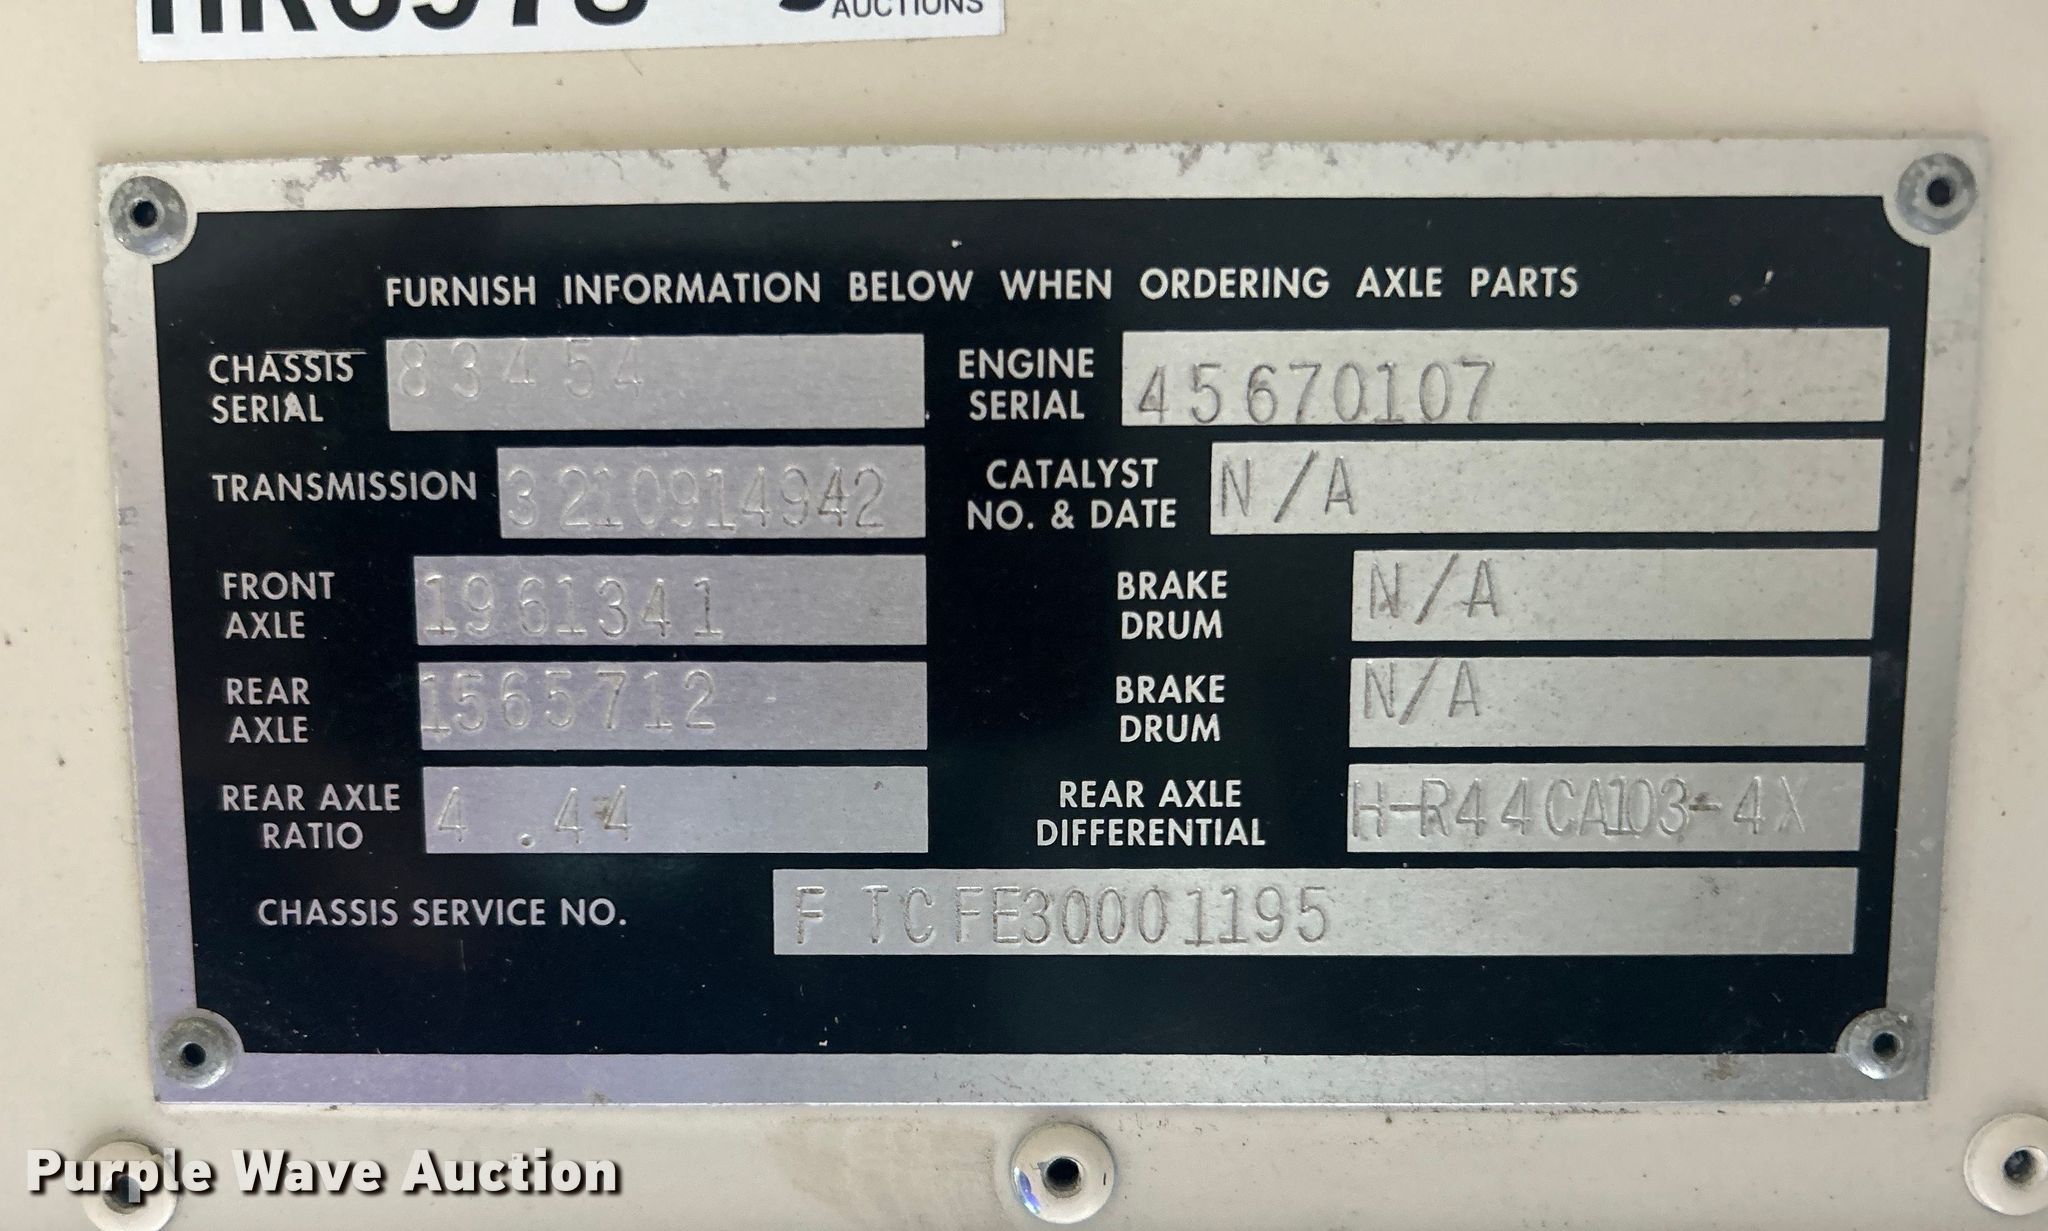 AUCTIONS
FURNISH INFORMATION BELOW WHEN ORDERING AXLE PARTS
CHASSIS SERIAL 83454
ENGINE SERIAL 45670107
TRANSMISSION 3210914942
CATALYST NO. & DATE N/A
FRONT AXLE 1961341
BRAKE DRUM N/A
REAR AXLE 1565712
BRAKE DRUM N/A
REAR AXLE RATIO 4.44
REAR AXLE DIFFERENTIAL H-R44CA103-4X
CHASSIS SERVICE NO. FTCFE30001195
Purple Wave Auction